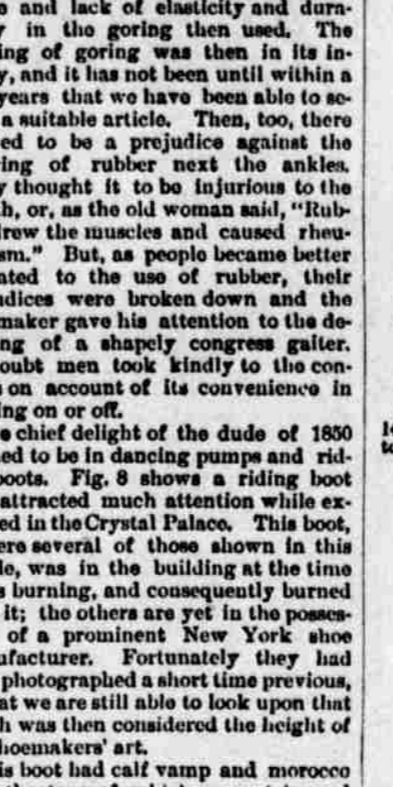 e and lack of elasticity and dura-
y in the goring then used. The
ing of goring was then in its in-
y, and it has not been until within a
years that we have been able to se-
a suitable article. Then, too, there
ed to be a prejudice against the
ring of rubber next the ankles.
y thought it to be injurious to the
h, or, as the old woman said, "Rub-
drew the muscles and caused rheu-
sm." But, as people became better
ated to the use of rubber, their
udices were broken down and the
maker gave his attention to the de-
ng of a shapely congress gaiter.
oubt men took kindly to the con-
s on account of its convenience in
ing on or off.
e chief delight of the dude of 1850
ned to be in dancing pumps and rid-
boots. Fig. 8 shows a riding boot
attracted much attention while ex-
ed in the Crystal Palace. This boot,
ere several of those shown in this
le, was in the building at the time
s burning, and consequently burned
it; the others are yet in the posses-
of a prominent New York shoe
ufacturer. Fortunately they had
photographed a short time previous,
at we are still able to look upon that
h was then considered the height of
hoemakers' art.
is boot had calf vamp and morocco